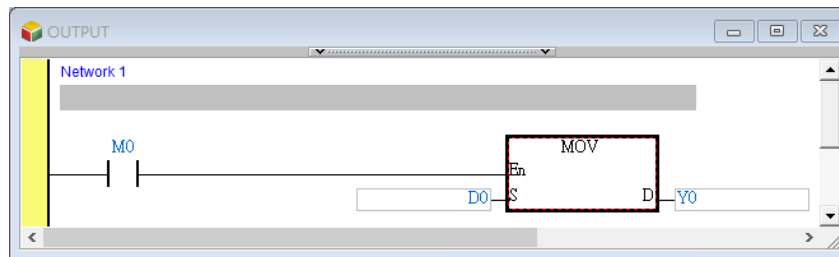 OUTPUT
Network 1
M0
MOV
En
D0 S D Y0